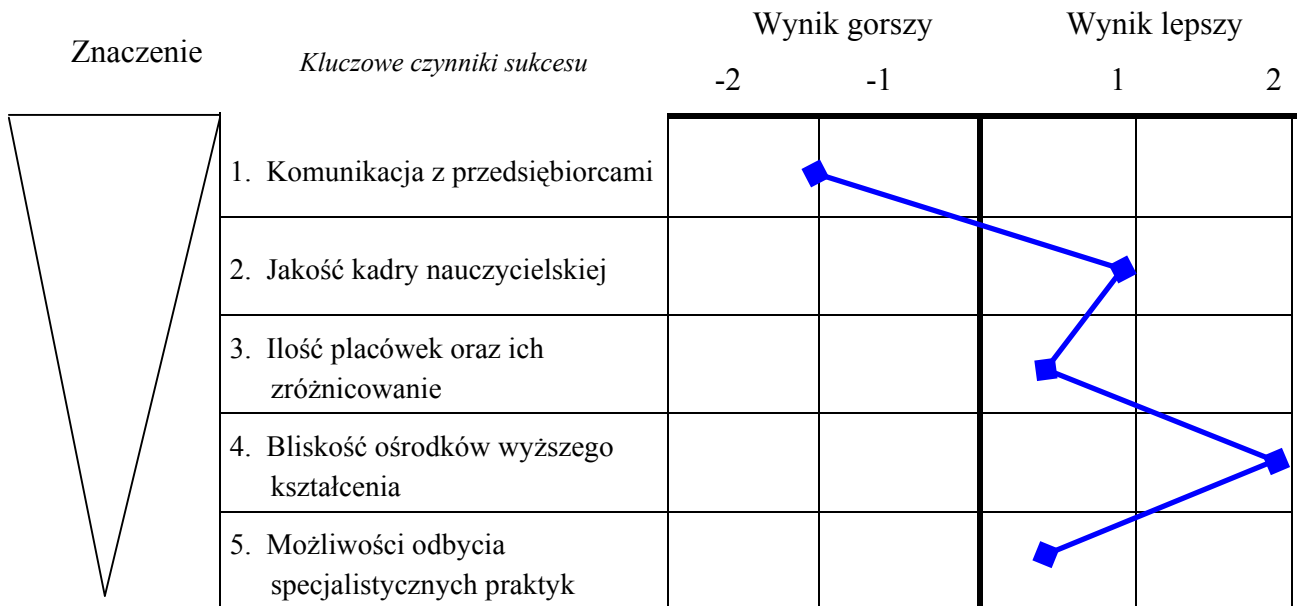 Wynik gorszy Wynik lepszy
Znaczenie Kluczowe czynniki sukcesu
-2 -1 1 2
1. Komunikacja z przedsiębiorcami
2. Jakość kadry nauczycielskiej
3. Ilość placówek oraz ich
zróżnicowanie
4. Bliskość ośrodków wyższego
kształcenia
5. Możliwości odbycia
specjalistycznych praktyk